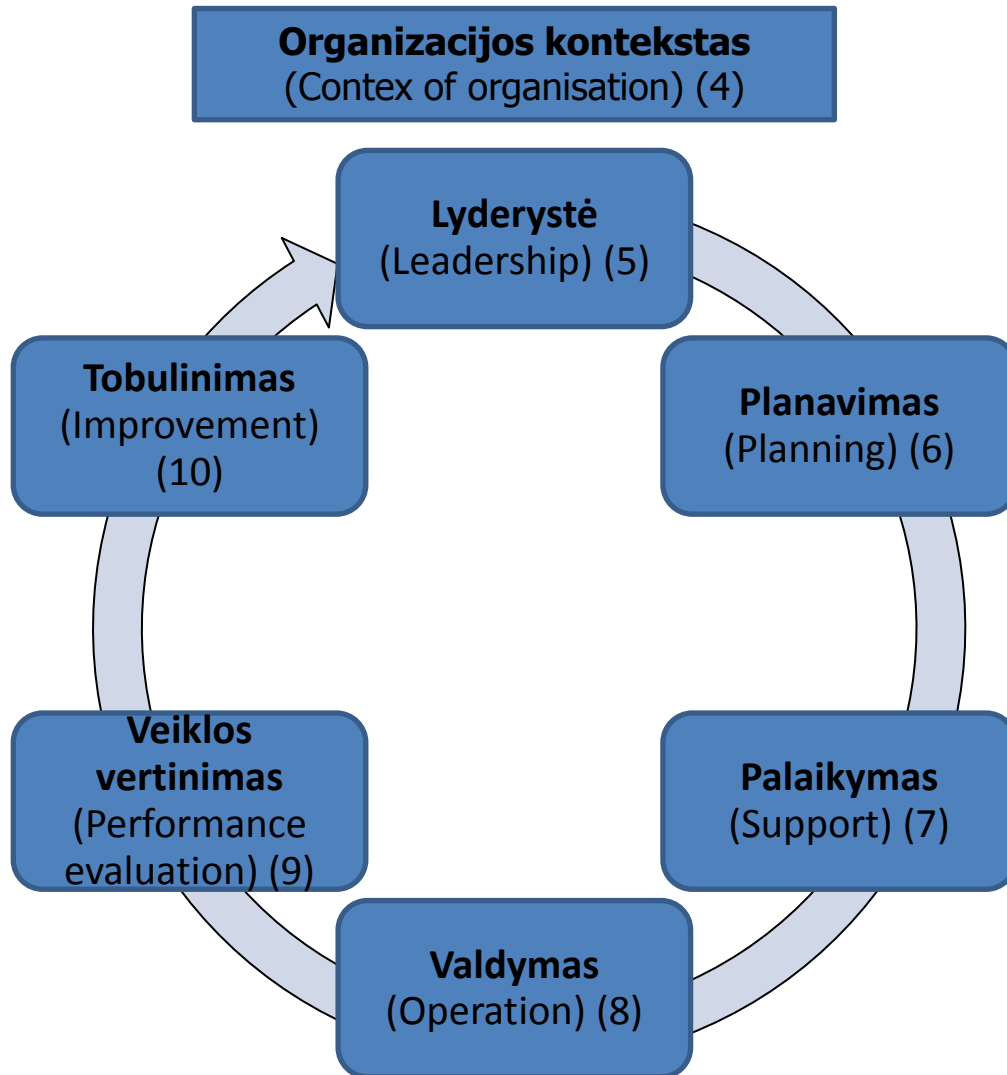 Organizacijos kontekstas
(Contex of organisation) (4)
Lyderystė
(Leadership) (5)
Planavimas
(Planning) (6)
Palaikymas
(Support) (7)
Valdymas
(Operation) (8)
Veiklos
vertinimas
(Performance
evaluation) (9)
Tobulinimas
(Improvement)
(10)